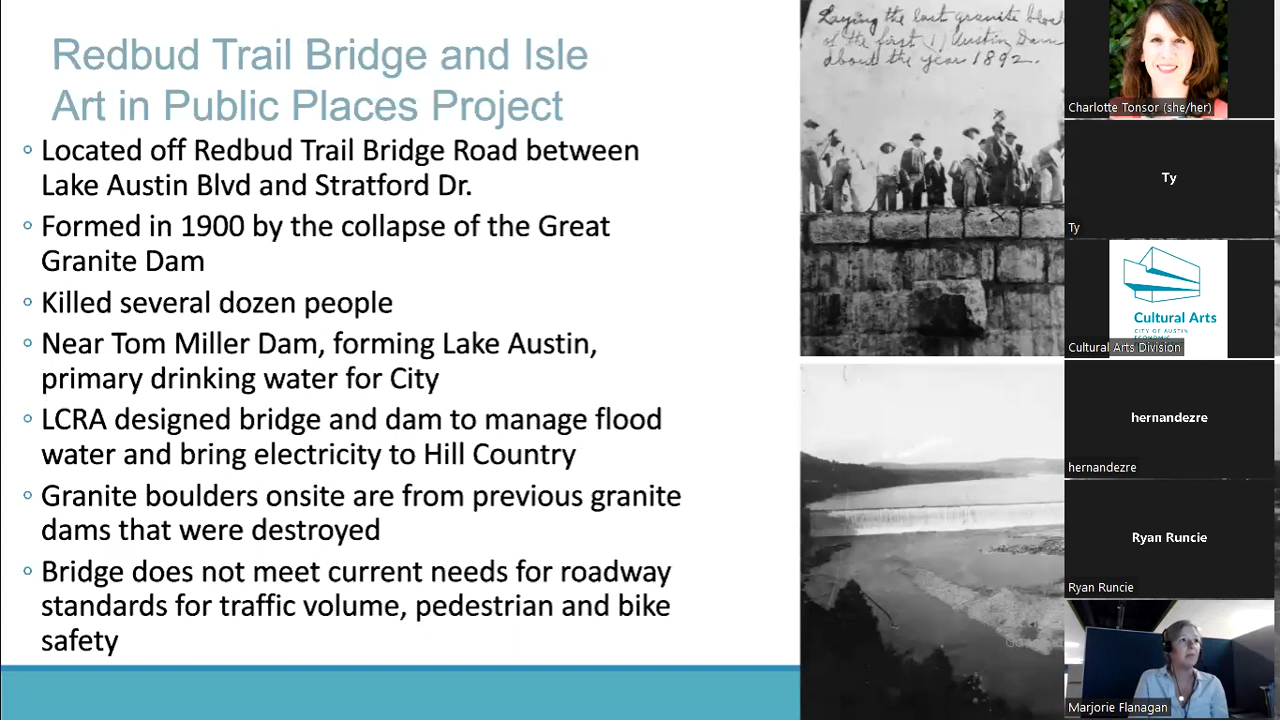 Redbud Trail Bridge and Isle
Art in Public Places Project
◦ Located off Redbud Trail Bridge Road between
Lake Austin Blvd and Stratford Dr.
◦ Formed in 1900 by the collapse of the Great
Granite Dam
◦ Killed several dozen people
◦ Near Tom Miller Dam, forming Lake Austin,
primary drinking water for City
◦ LCRA designed bridge and dam to manage flood
water and bring electricity to Hill Country
◦ Granite boulders onsite are from previous granite
dams that were destroyed
◦ Bridge does not meet current needs for roadway
standards for traffic volume, pedestrian and bike
safety
Laying the last granite block
of the first (1) Austin Dam
about the year 1892.
Charlotte Tonsor (she/her)
Ty
Ty
Cultural Arts
CITY OF AUSTIN
Cultural Arts Division
hernandezre
hernandezre
Ryan Runcie
Ryan Runcie
Marjorie Flanagan